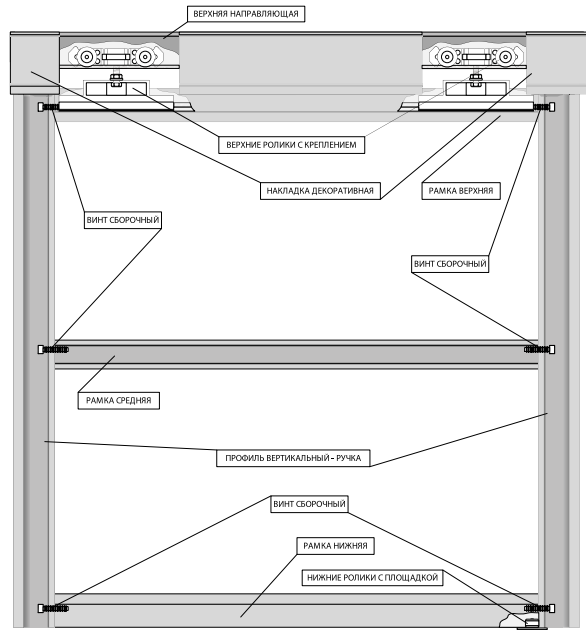 ВЕРХНЯЯ НАПРАВЛЯЮЩАЯ
ВЕРХНИЕ РОЛИКИ С КРЕПЛЕНИЕМ
НАКЛАДКА ДЕКОРАТИВНАЯ
РАМКА ВЕРХНЯЯ
ВИНТ СБОРОЧНЫЙ
ВИНТ СБОРОЧНЫЙ
РАМКА СРЕДНЯЯ
ПРОФИЛЬ ВЕРТИКАЛЬНЫЙ - РУЧКА
ВИНТ СБОРОЧНЫЙ
РАМКА НИЖНЯЯ
НИЖНИЕ РОЛИКИ С ПЛОЩАДКОЙ